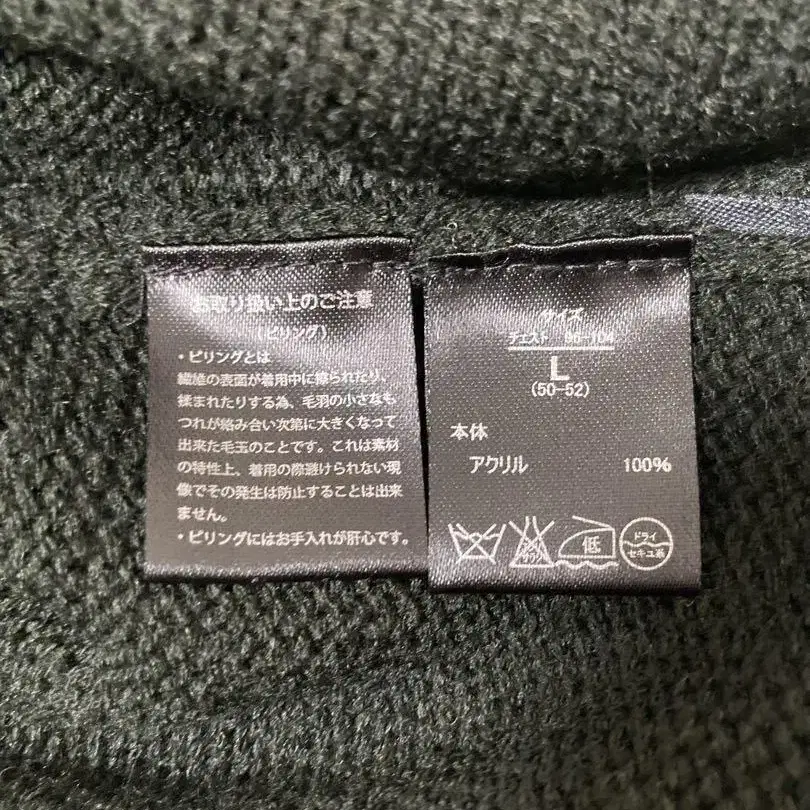 お取り扱い上のご注意
(ピリング)
・ピリングとは
繊維の表面が着用中に擦られたり、
揉まれたりする為、毛羽の小さなも
つれが絡み合い次第に大きくなって
出来た毛玉のことです。これは素材
の特性上、着用の際避けられない現
像でその発生は防止することは出来
ません。
・ピリングにはお手入れが肝心です。
サイズ
チェスト 96-104
L
(50-52)
本体
アクリル 100%
低
ドライ
セキユ系